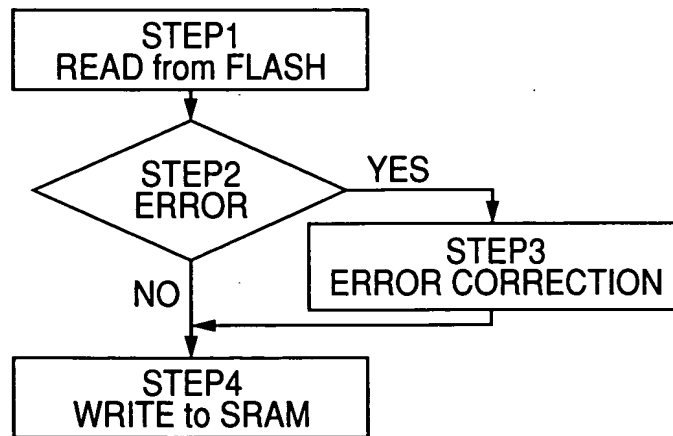 STEP1
READ from FLASH
STEP2
ERROR
YES
STEP3
ERROR CORRECTION
NO
STEP4
WRITE to SRAM